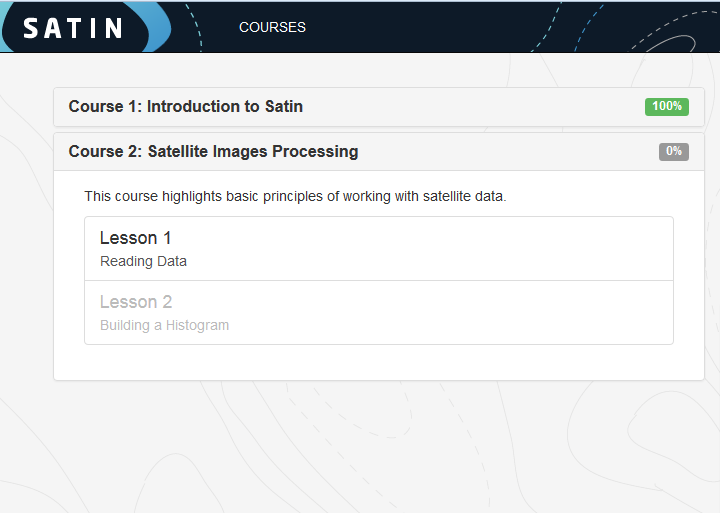 SATIN
COURSES
Course 1: Introduction to Satin 100%
Course 2: Satellite Images Processing 0%
This course highlights basic principles of working with satellite data.
Lesson 1
Reading Data
Lesson 2
Building a Histogram